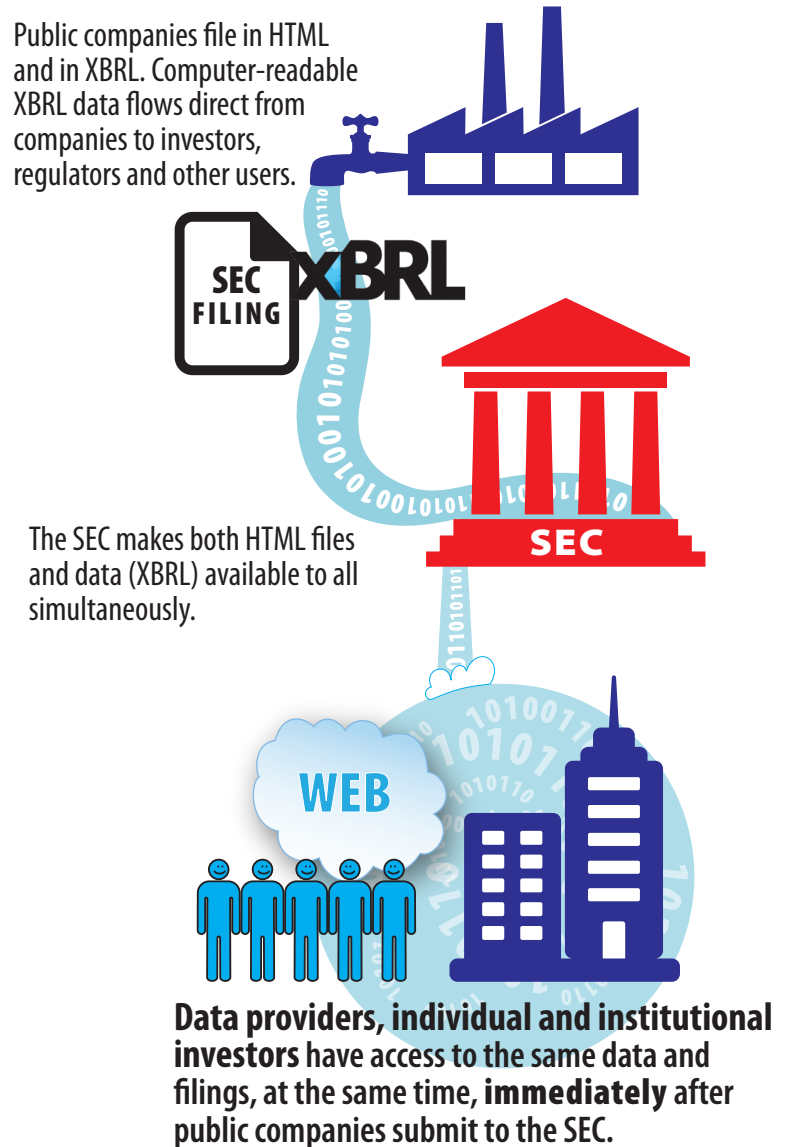 Public companies file in HTML
and in XBRL. Computer-readable
XBRL data flows direct from
companies to investors,
regulators and other users.
SEC
FILING
XBRL
SEC
The SEC makes both HTML files
and data (XBRL) available to all
simultaneously.
WEB
Data providers, individual and institutional
investors have access to the same data and
filings, at the same time, immediately after
public companies submit to the SEC.